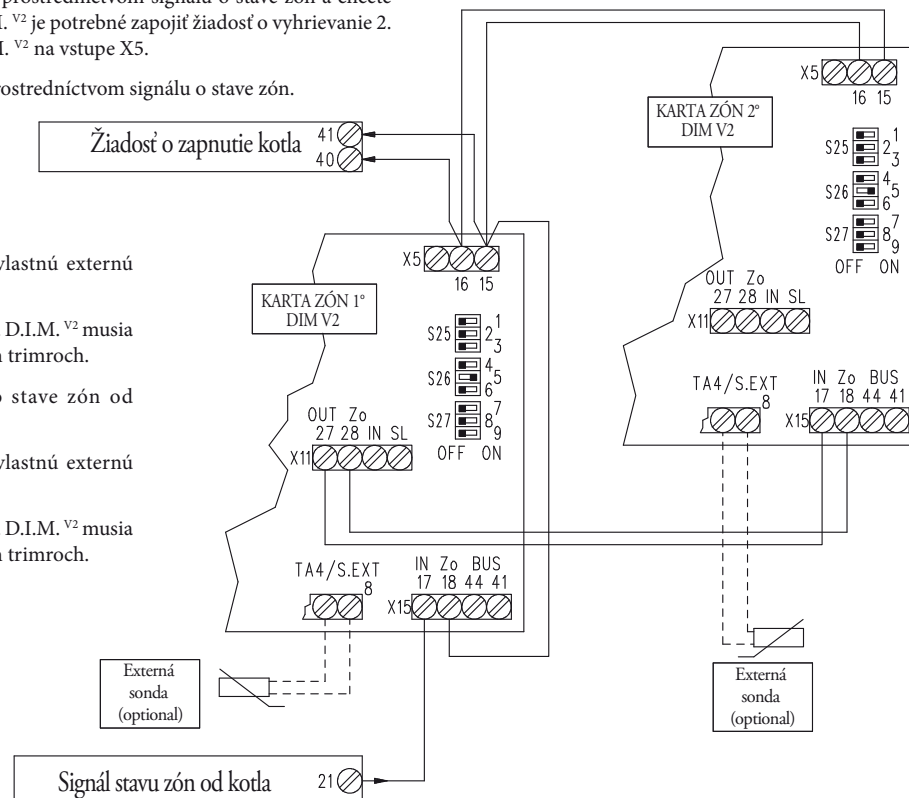 prostredníctvom signálu o stave zón a chcete
V2 je potrebné zapojiť žiadosť o vyhrievanie 2.
V2 na vstupe X5.
rostredníctvom signálu o stave zón.
Žiadosť o zapnutie kotla
41
40
X5
16 15
KARTA ZÓN 2°
DIM V2
S25
1
2
3
S26
4
5
6
S27
7
8
9
OFF ON
OUT Zo
27 28 IN SL
X11
TA4/S.EXT
8
IN Zo BUS
17 18 44 41
X15
vlastnú externú
D.I.M. V2 musia
trimroch.
stave zón od
vlastnú externú
D.I.M. V2 musia
trimroch.
X5
16 15
KARTA ZÓN 1°
DIM V2
S25
1
2
3
S26
4
5
6
S27
7
8
9
OFF ON
OUT Zo
27 28 IN SL
X11
TA4/S.EXT
8
IN Zo BUS
17 18 44 41
X15
Externá
sonda
(optional)
Externá
sonda
(optional)
Signál stavu zón od kotla
21